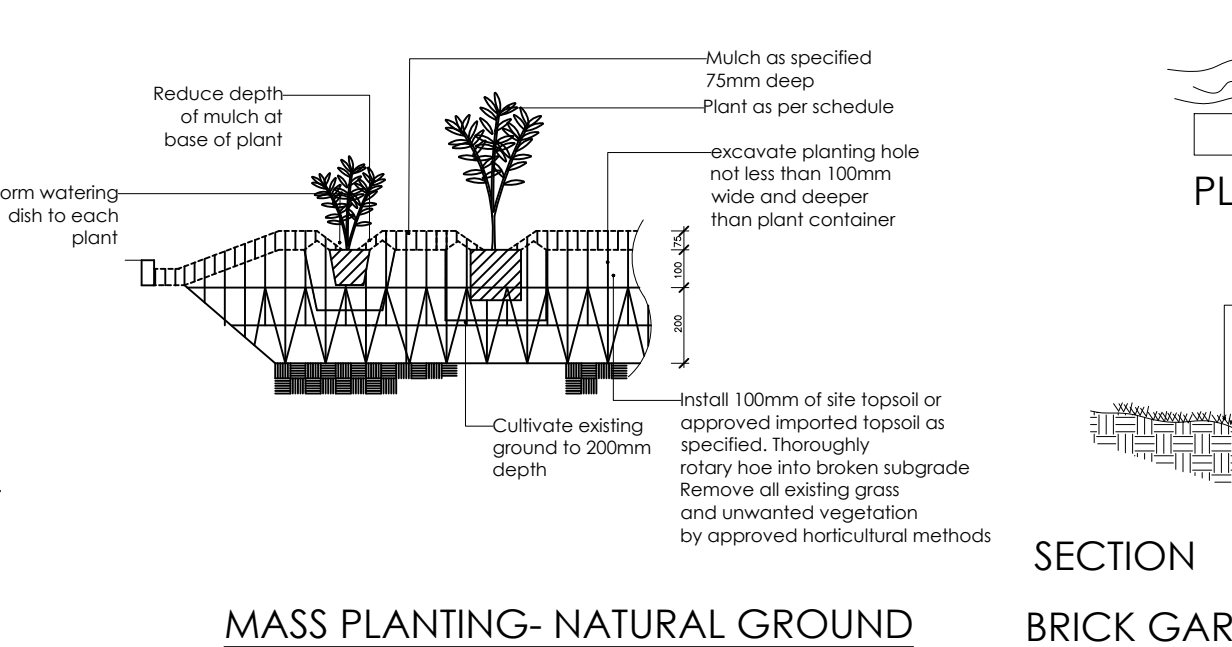 Mulch as specified
75mm deep
Plant as per schedule
Reduce depth
of mulch at
base of plant
excavate planting hole
not less than 100mm
wide and deeper
than plant container
orm watering
dish to each
plant
75
100
200
Install 100mm of site topsoil or
approved imported topsoil as
specified. Thoroughly
rotary hoe into broken subgrade
Remove all existing grass
and unwanted vegetation
by approved horticultural methods
Cultivate existing
ground to 200mm
depth
MASS PLANTING- NATURAL GROUND
PL
SECTION
BRICK GAR